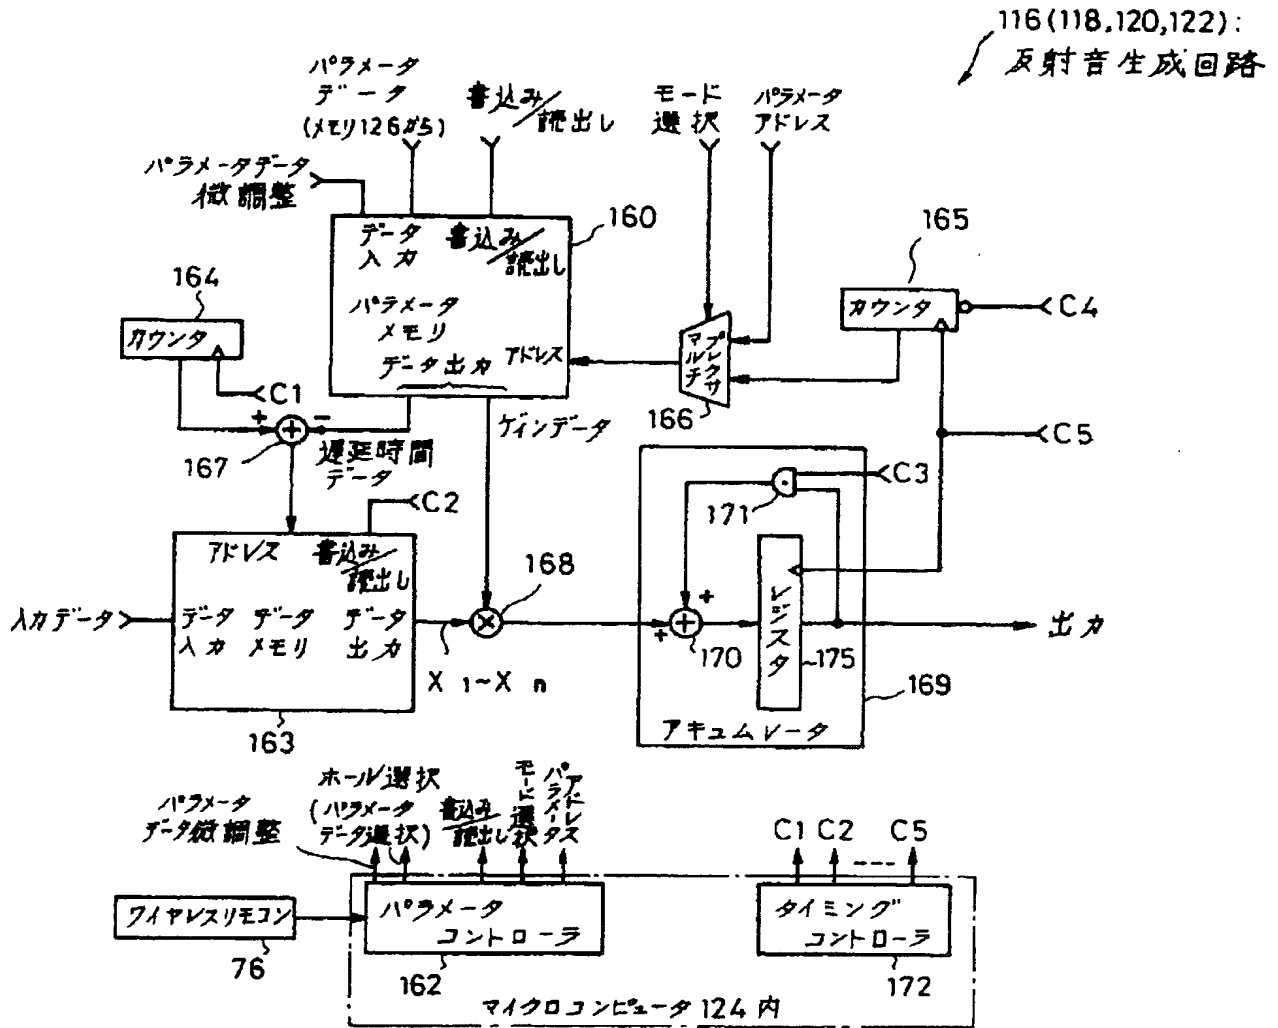 116(118,120,122):
反射音生成回路
パラメータ
データ
(メモリ126から)
書込み/読出し
モード
選択
パラメータ
アドレス
パラメータデータ
微調整
160
データ
入力
書込み/読出し
パラメータ
メモリ
データ出力
アドレス
164
カウンタ
C1
+
−
167
遅延時間
データ
ゲインデータ
マルチ
プレクサ
166
165
カウンタ
C4
C5
C2
C3
171
アドレス
書込み/読出し
入力データ
データ
入力
データ
メモリ
データ
出力
163
X1~Xn
168
+
+
170
レジスタ
175
出力
169
アキュムレータ
パラメータ
データ微調整
ホール選択
(パラメータ
データ選択)
書込み/読出し
モード選択
パラメータ
アドレス
C1 C2 ---- C5
ワイヤレスリモコン
76
パラメータ
コントローラ
162
タイミング
コントローラ
172
マイクロコンピュータ124内